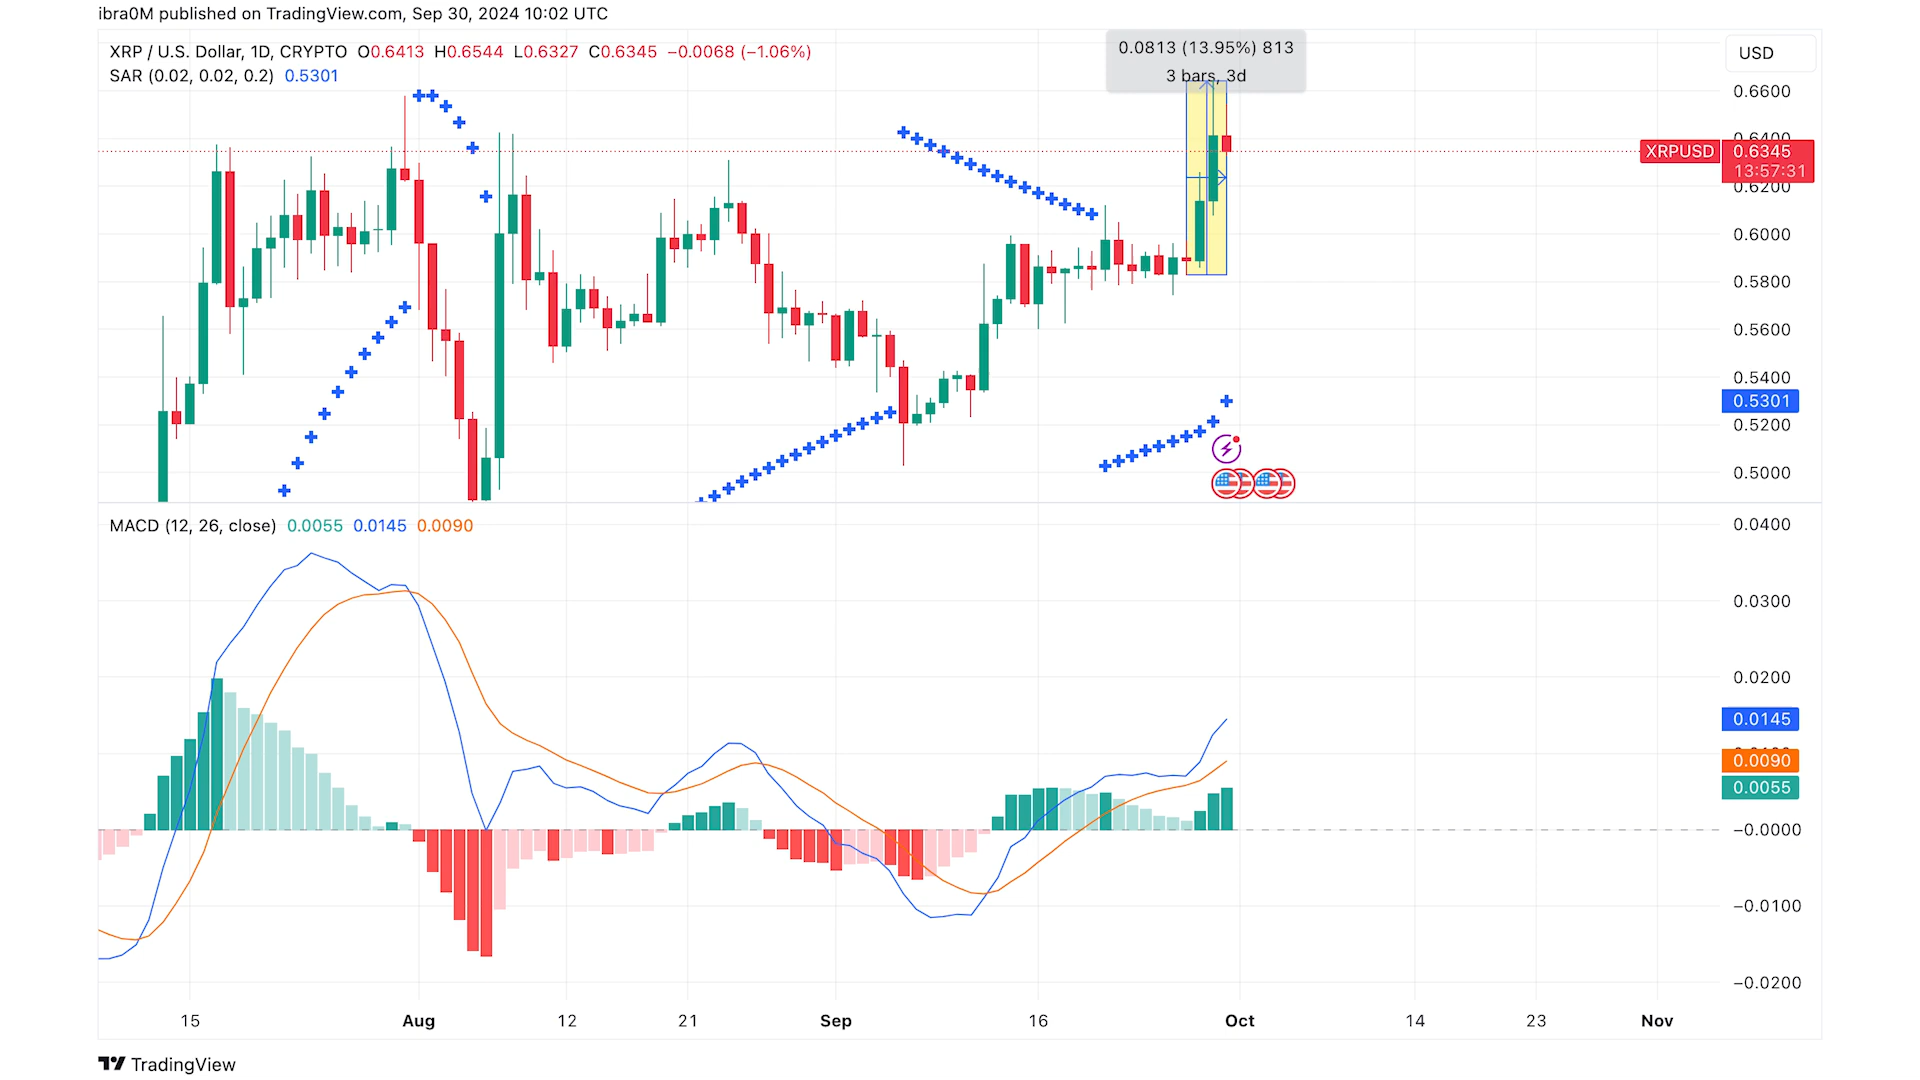 ibra0M published on TradingView.com, Sep 30, 2024 10:02 UTC
XRP / U.S. Dollar, 1D, CRYPTO O0.6413 H0.6544 L0.6327 C0.6345 −0.0068 (−1.06%)
SAR (0.02, 0.02, 0.2) 0.5301
0.0813 (13.95%) 813
3 bars, 3d
USD
0.6600
0.6400
XRPUSD 0.6345
13:57:31
0.6200
0.6000
0.5800
0.5600
0.5400
0.5301
0.5200
0.5000
MACD (12, 26, close) 0.0055 0.0145 0.0090
0.0400
0.0300
0.0200
0.0145
0.0090
0.0055
−0.0000
−0.0100
−0.0200
15 Aug 12 21 Sep 16 Oct 14 23 Nov
TradingView